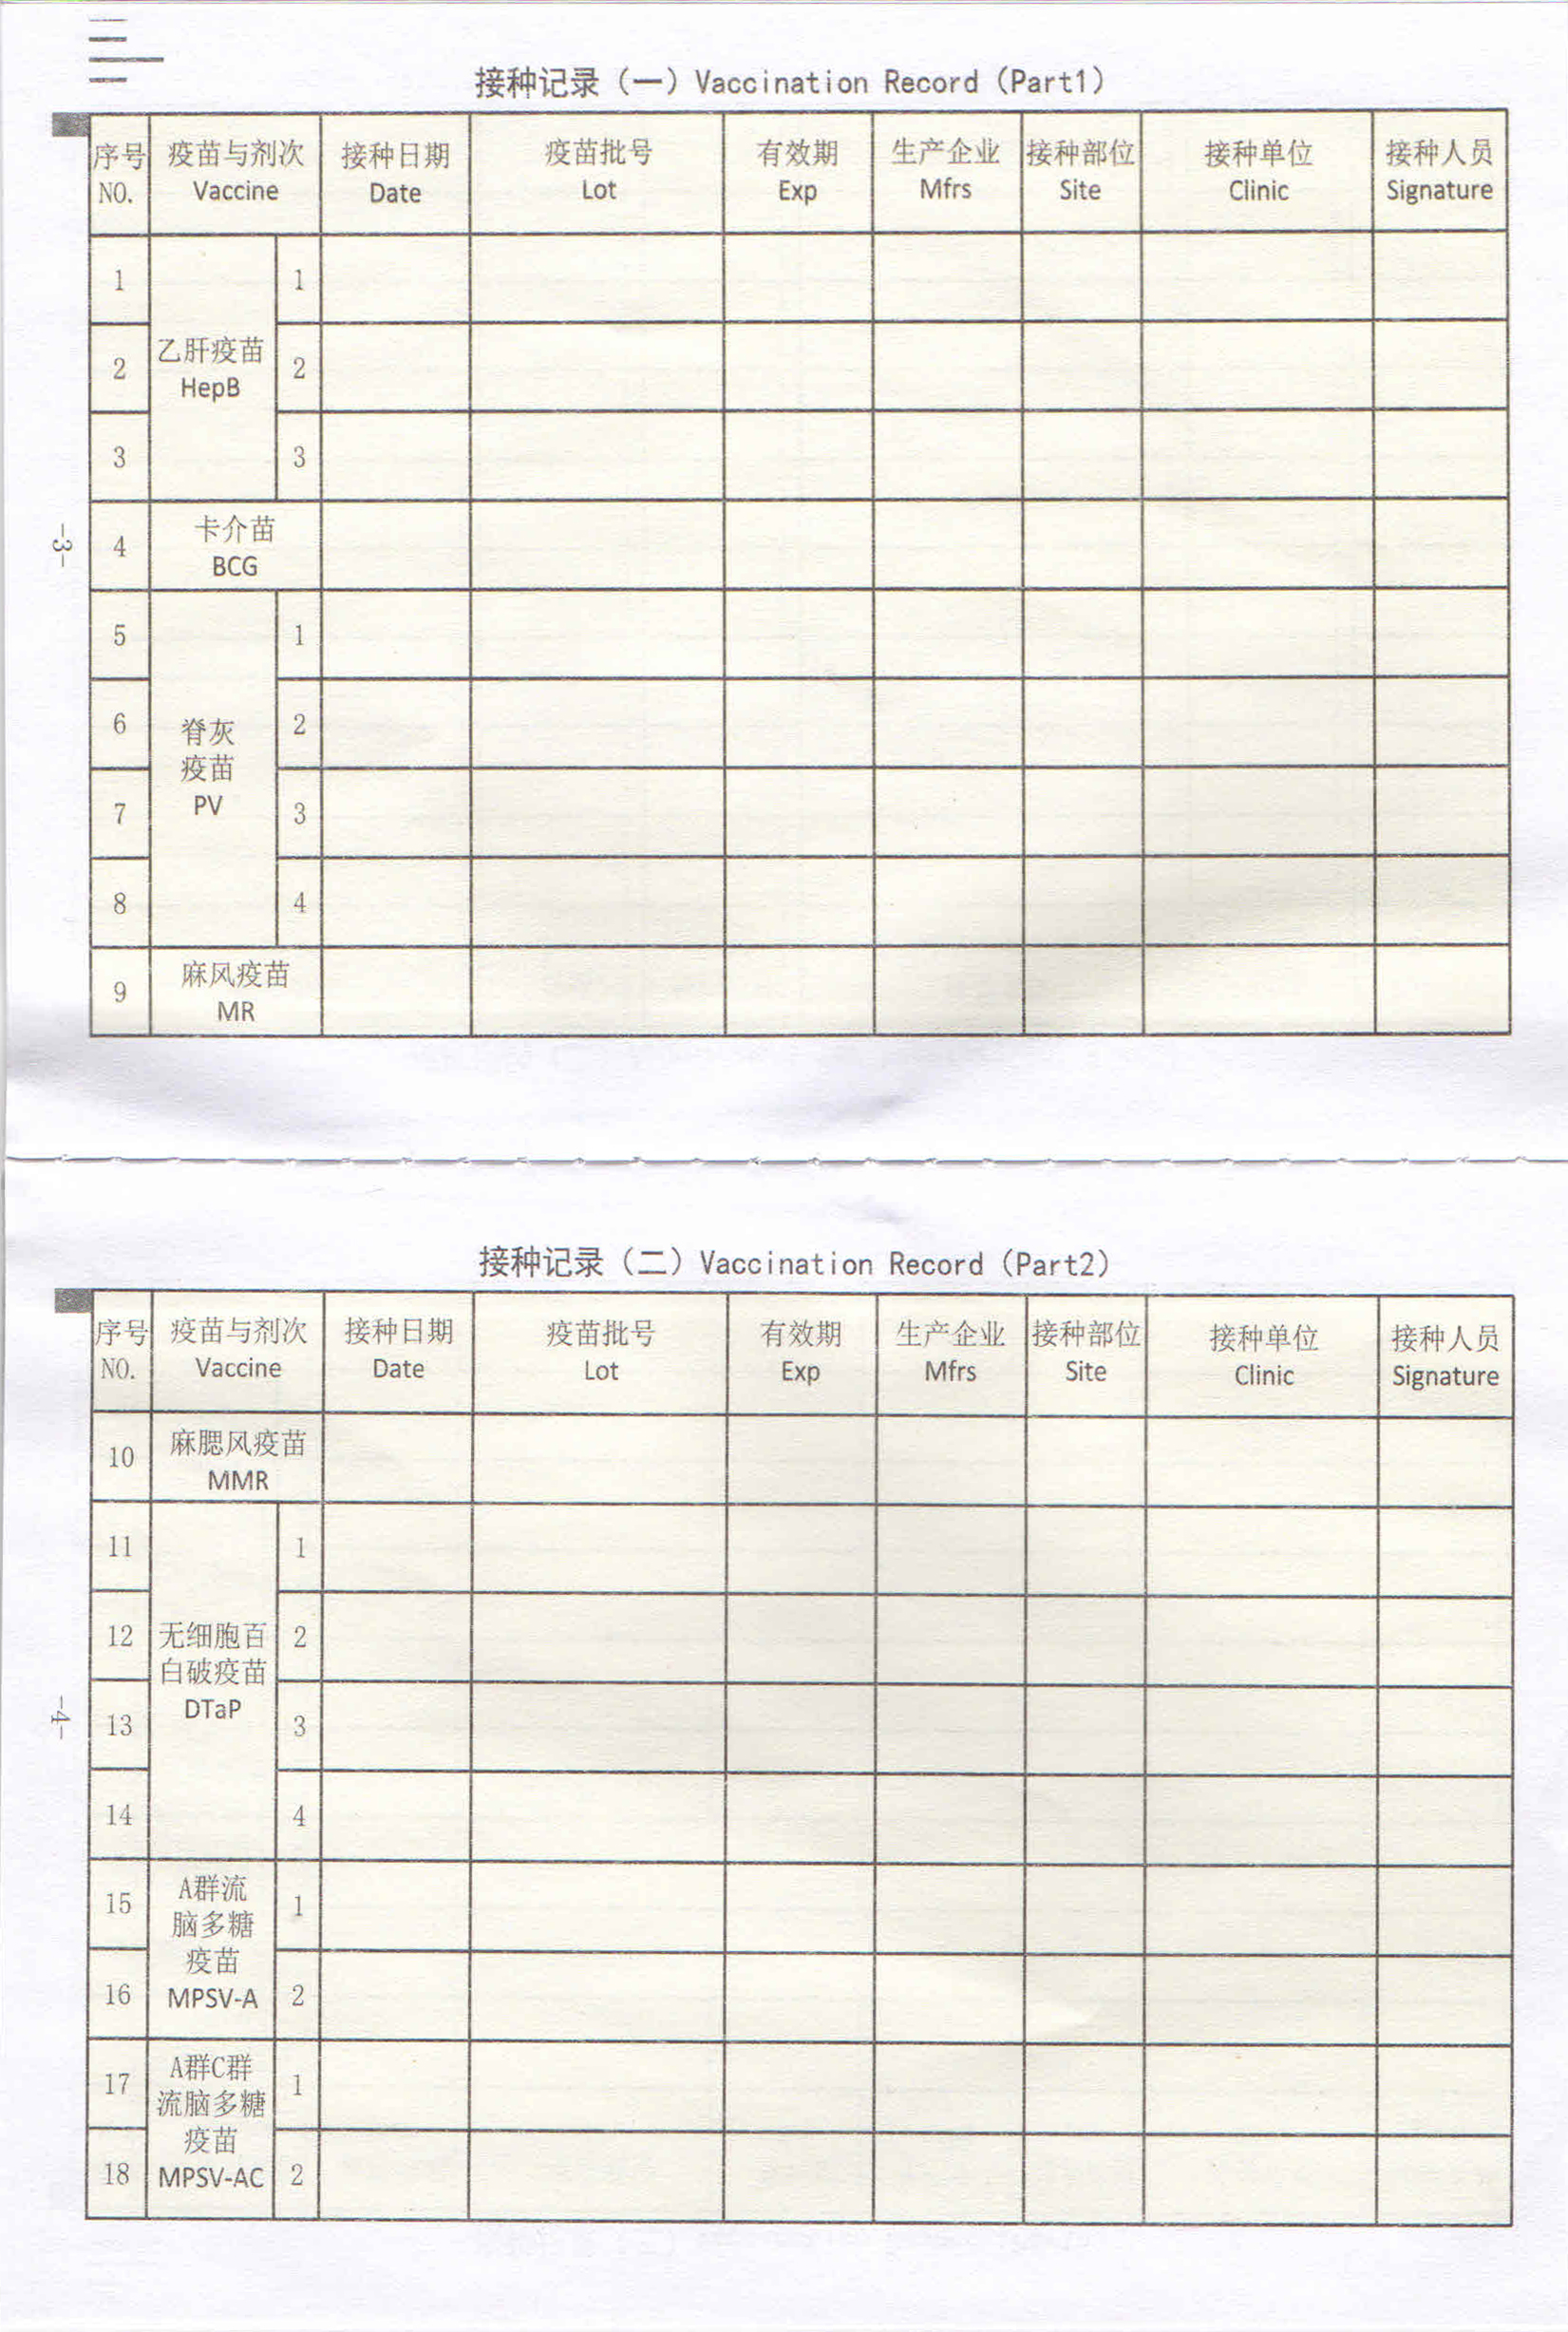 接种记录（一）Vaccination Record（Part1）
序号 疫苗与剂次 接种日期 疫苗批号 有效期 生产企业 接种部位 接种单位 接种人员
NO. Vaccine Date Lot Exp Mfrs Site Clinic Signature
1 1
乙肝疫苗
2 2
HepB
3 3
卡介苗
4
BCG
5 1
6 2
脊灰
疫苗
PV
7 3
8 4
麻风疫苗
9
MR
-3-
接种记录（二）Vaccination Record（Part2）
序号 疫苗与剂次 接种日期 疫苗批号 有效期 生产企业 接种部位 接种单位 接种人员
NO. Vaccine Date Lot Exp Mfrs Site Clinic Signature
麻腮风疫苗
10
MMR
11 1
12 无细胞百 2
白破疫苗
DTaP
13 3
14 4
A群流
15 1
脑多糖
疫苗
16 MPSV-A 2
A群C群
17 1
流脑多糖
疫苗
18 MPSV-AC 2
-4-